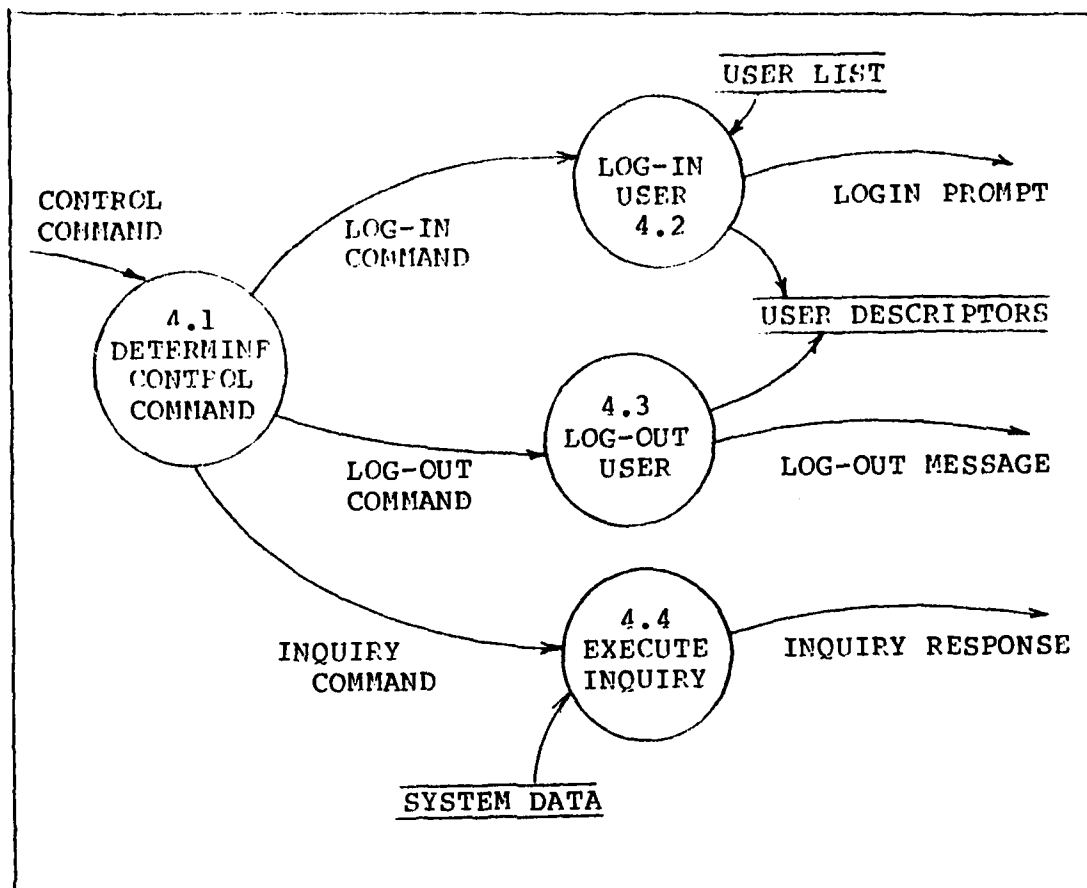 USER LIST
LOG-IN
USER
4.2
LOGIN PROMPT
CONTROL
COMMAND
LOG-IN
COMMAND
USER DESCRIPTORS
4.1
DETERMINE
CONTROL
COMMAND
4.3
LOG-OUT
USER
LOG-OUT MESSAGE
LOG-OUT
COMMAND
4.4
EXECUTE
INQUIRY
INQUIRY RESPONSE
INQUIRY
COMMAND
SYSTEM DATA